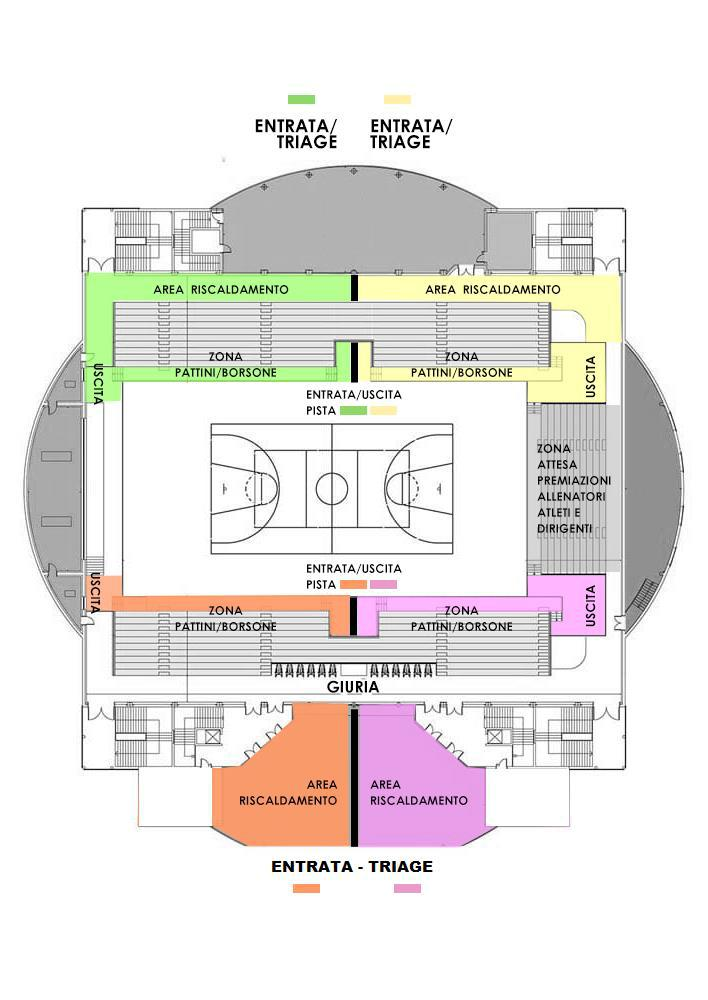 ENTRATA/
TRIAGE
ENTRATA/
TRIAGE
AREA RISCALDAMENTO
AREA RISCALDAMENTO
ZONA
PATTINI/BORSONE
ZONA
PATTINI/BORSONE
USCITA
USCITA
ENTRATA/USCITA
PISTA
ZONA
ATTESA
PREMIAZIONI
ALLENATORI
ATLETI E
DIRIGENTI
ENTRATA/USCITA
PISTA
USCITA
USCITA
ZONA
PATTINI/BORSONE
ZONA
PATTINI/BORSONE
GIURIA
AREA
RISCALDAMENTO
AREA
RISCALDAMENTO
ENTRATA - TRIAGE